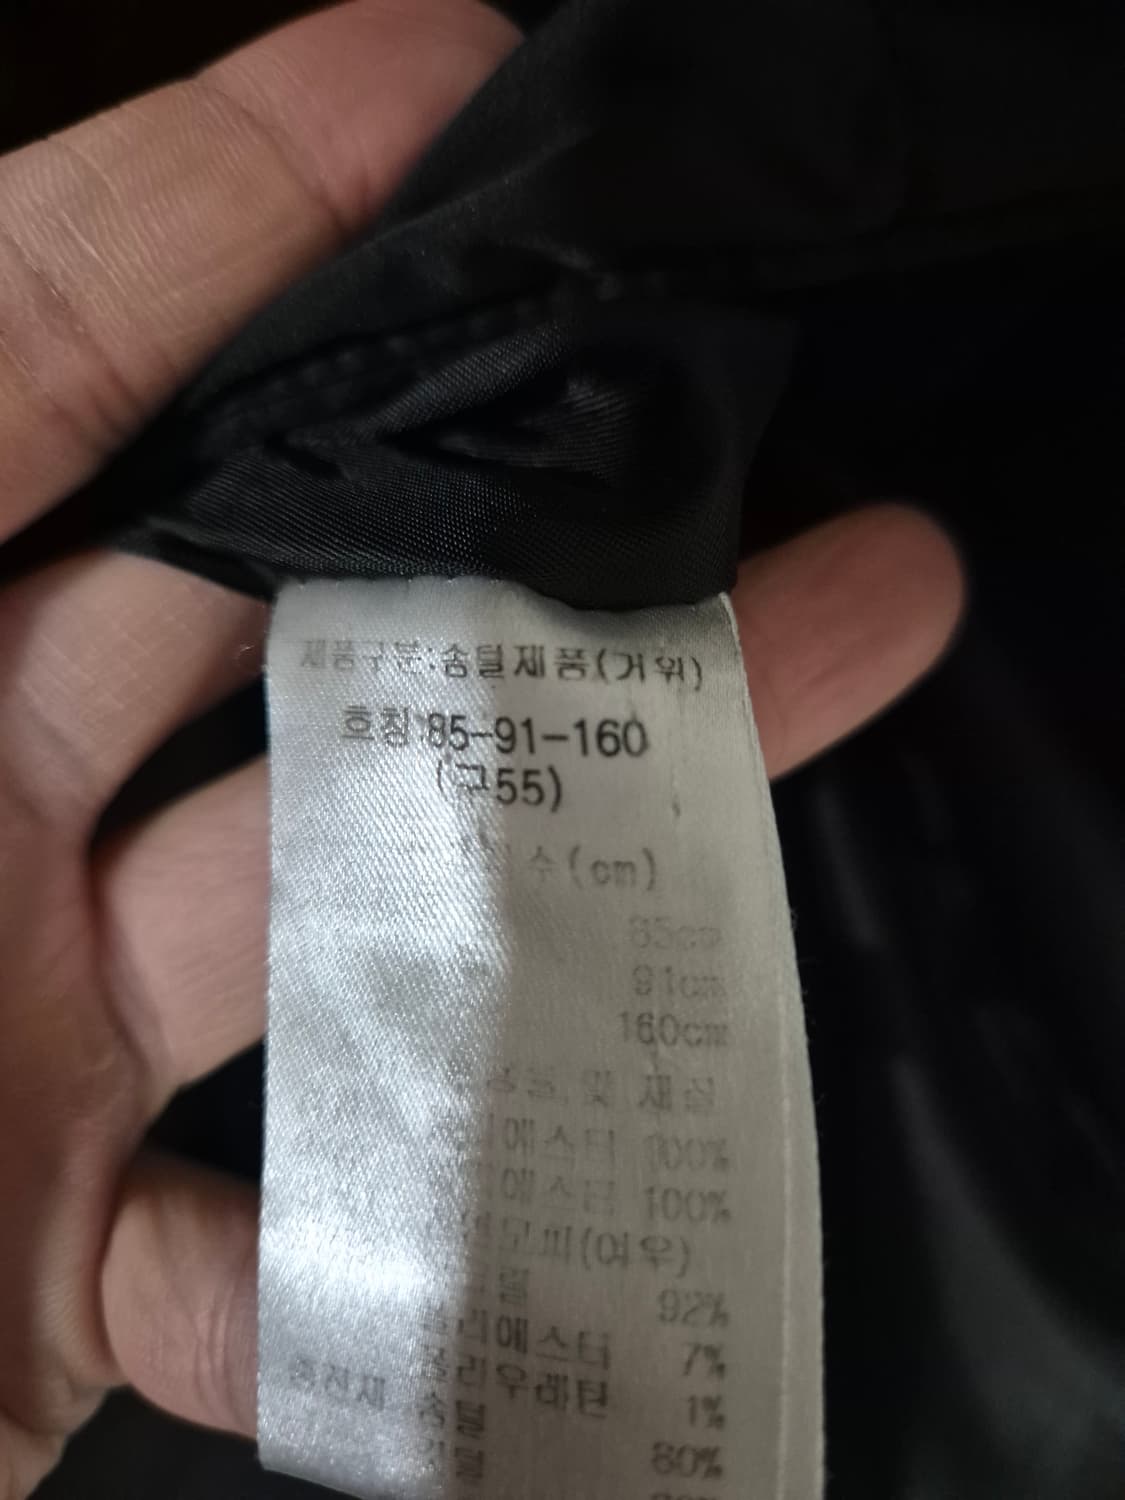 제품구분:솜털제품(거위)
호칭 85-91-160
(구55)
수(cm)
85cm
91cm
160cm
및 재질
에스터 100%
에스터 100%
모피(여우)
92%
폴리에스터 7%
폴리우레탄 1%
충전재 솜털 80%